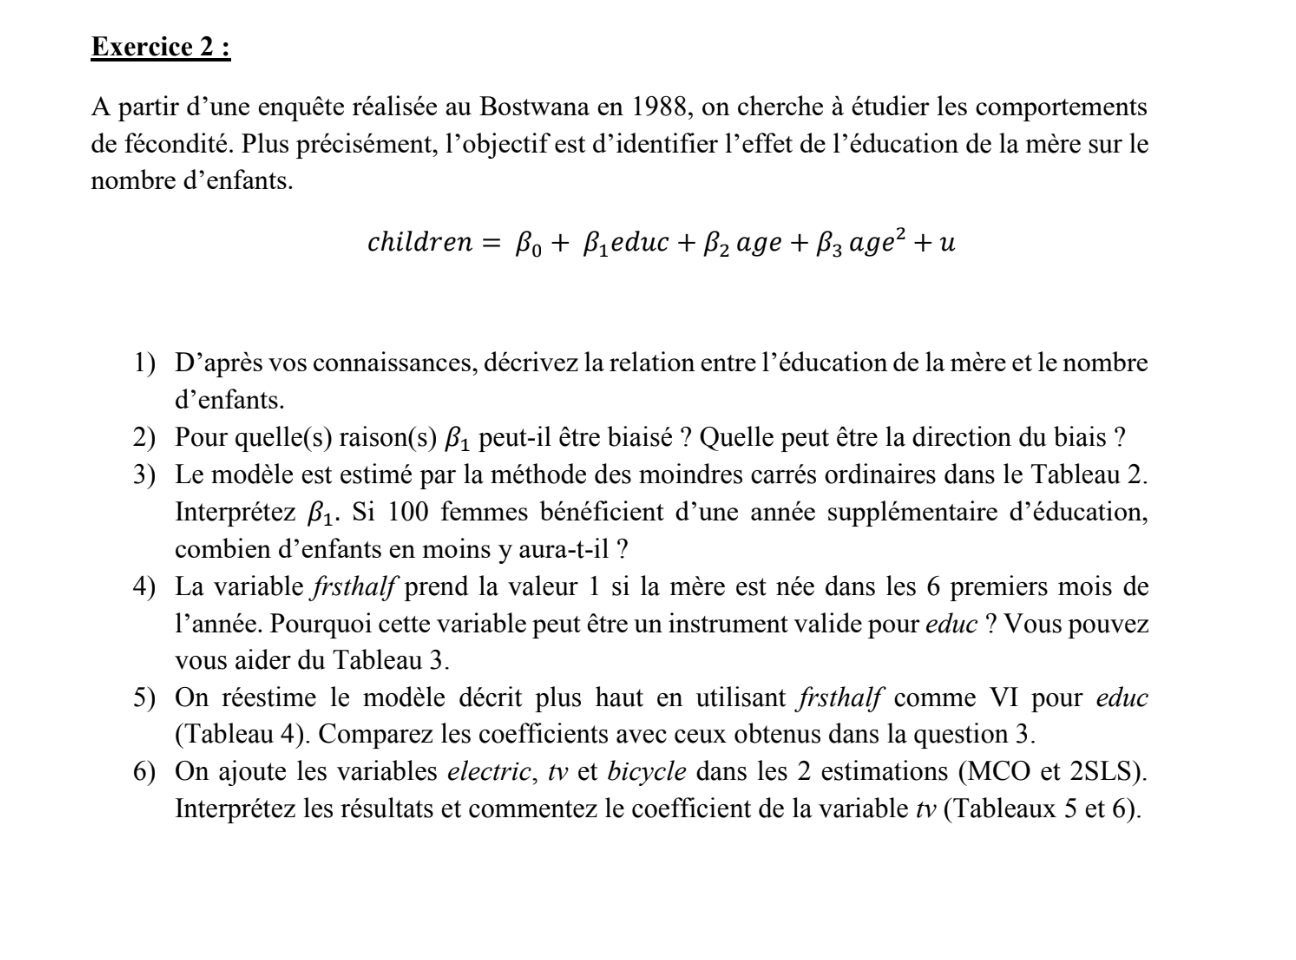 Exercice 2 :
A partir d’une enquête réalisée au Bostwana en 1988, on cherche à étudier les comportements
de fécondité. Plus précisément, l’objectif est d’identifier l’effet de l’éducation de la mère sur le
nombre d’enfants.
children = β₀ + β₁educ + β₂ age + β₃ age² + u
1) D’après vos connaissances, décrivez la relation entre l’éducation de la mère et le nombre
d’enfants.
2) Pour quelle(s) raison(s) β₁ peut-il être biaisé ? Quelle peut être la direction du biais ?
3) Le modèle est estimé par la méthode des moindres carrés ordinaires dans le Tableau 2.
Interprétez β₁. Si 100 femmes bénéficient d’une année supplémentaire d’éducation,
combien d’enfants en moins y aura-t-il ?
4) La variable frsthalf prend la valeur 1 si la mère est née dans les 6 premiers mois de
l’année. Pourquoi cette variable peut être un instrument valide pour educ ? Vous pouvez
vous aider du Tableau 3.
5) On réestime le modèle décrit plus haut en utilisant frsthalf comme VI pour educ
(Tableau 4). Comparez les coefficients avec ceux obtenus dans la question 3.
6) On ajoute les variables electric, tv et bicycle dans les 2 estimations (MCO et 2SLS).
Interprétez les résultats et commentez le coefficient de la variable tv (Tableaux 5 et 6).